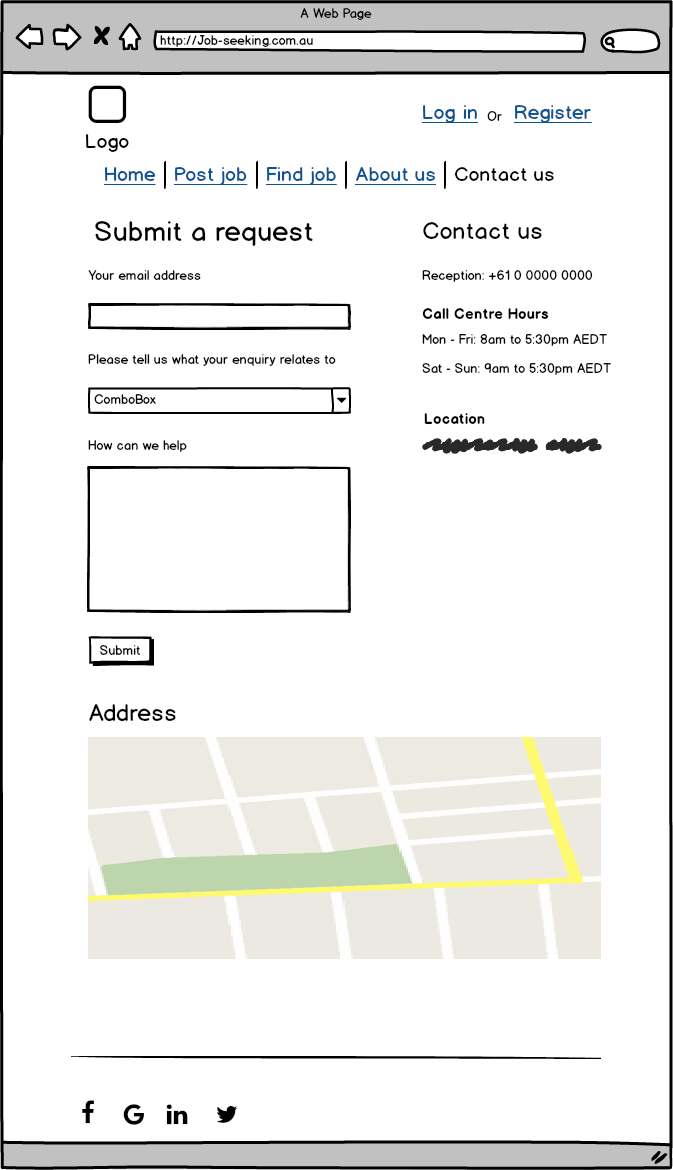 A Web Page
http://Job-seeking.com.au
Log in Or Register
Logo
Home Post job Find job About us Contact us
Submit a request
Your email address
Please tell us what your enquiry relates to
ComboBox
How can we help
Submit
Contact us
Reception: +61 0 0000 0000
Call Centre Hours
Mon - Fri: 8am to 5:30pm AEDT
Sat - Sun: 9am to 5:30pm AEDT
Location
Address
f G in